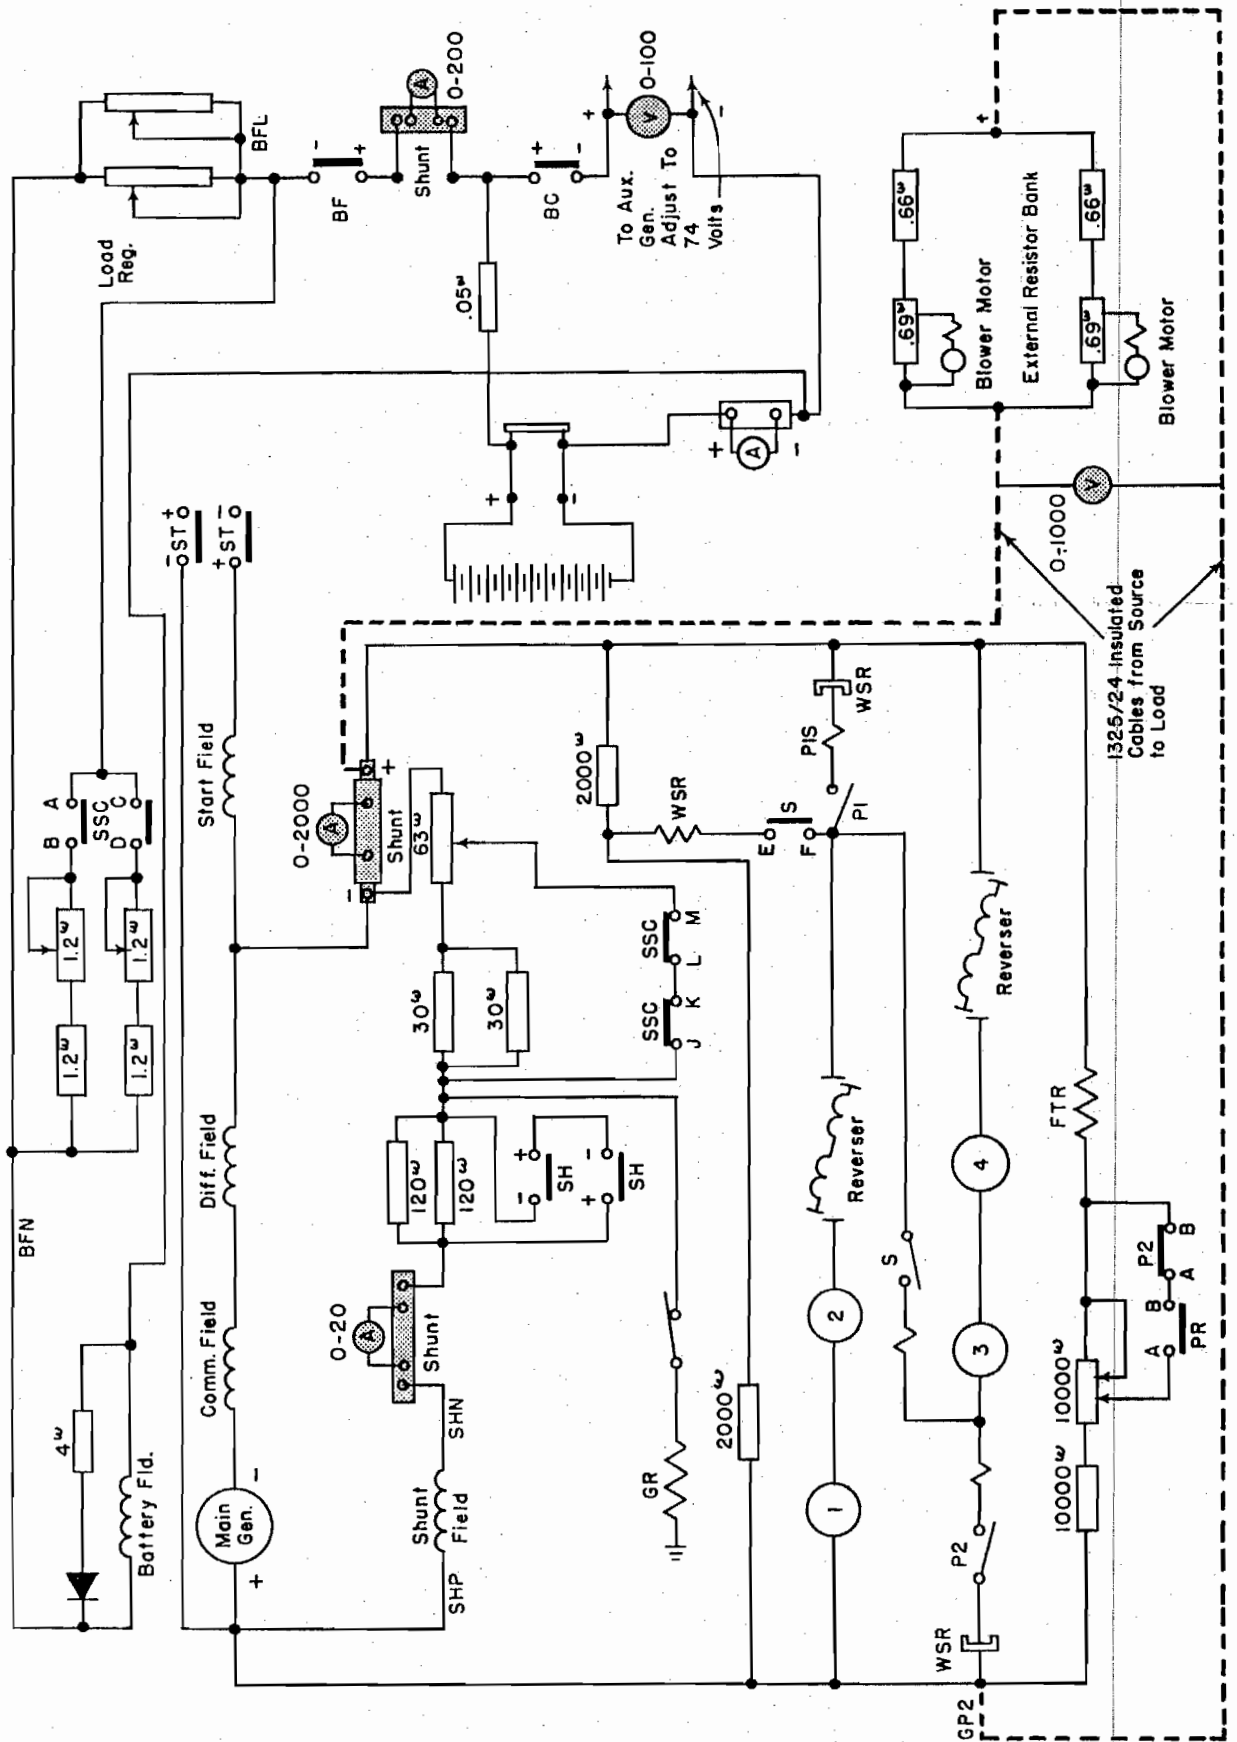 BFN
4ω
Battery Fld.
Main
Gen.
+
-
Comm. Field
Diff. Field
Start Field
1.2ω
1.2ω
1.2ω
1.2ω
B
A
SSC
D
C
- ST +
+ ST -
Load
Reg.
BFL
-
+
BF
Shunt
A
0-200
+
-
BC
+
V
0-100
-
To Aux.
Gen.
Adjust To
74
Volts
.05ω
+
-
+
A
-
SHP
Shunt
Field
SHN
0-20
A
Shunt
120ω
120ω
-
+
SH
+
-
SH
30ω
30ω
63ω
0-2000
A
-
Shunt
+
GR
SSC
J
K
SSC
L
M
2000ω
2000ω
WSR
E
S
F
P1
P1S
WSR
1
2
Reverser
S
WSR
P2
3
4
Reverser
GP2
10000ω
10000ω
FTR
A
B
PR
A
B
P2
1325/24 Insulated
Cables from Source
to Load
0-1000
V
.69ω
.66ω
Blower Motor
External Resistor Bank
.69ω
.66ω
Blower Motor
+